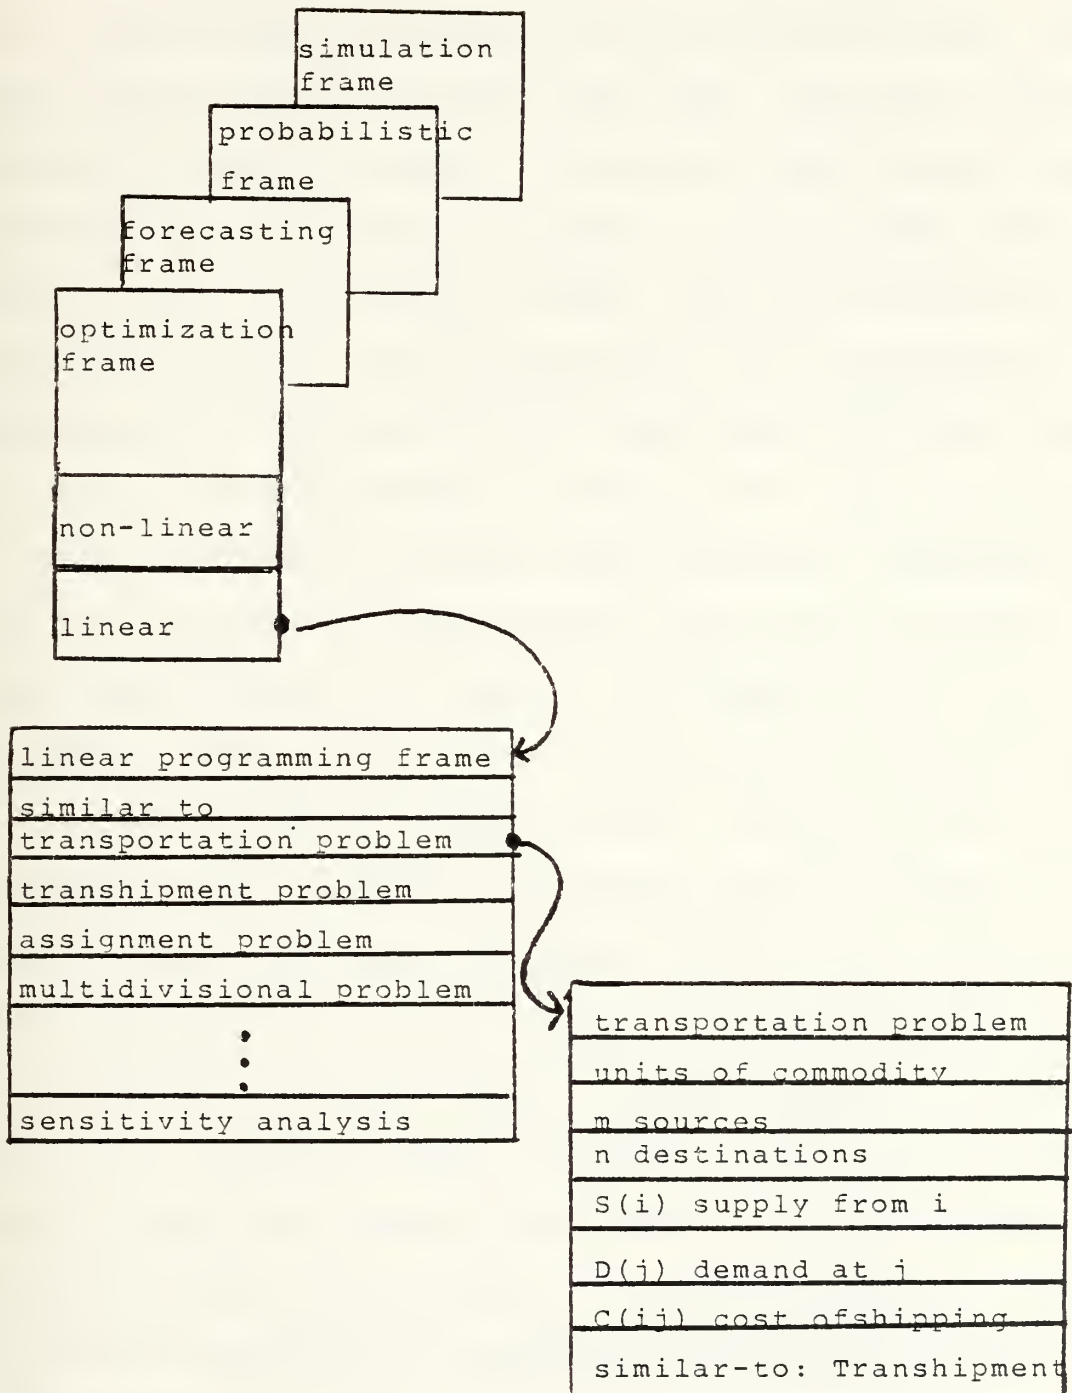 simulation
frame
probabilistic
frame
forecasting
frame
optimization
frame
non-linear
linear
linear programming frame
similar to
transportation problem
transhipment problem
assignment problem
multidivisional problem
sensitivity analysis
transportation problem
units of commodity
m sources
n destinations
S(i) supply from i
D(j) demand at j
C(ij) cost ofshipping
similar-to: Transhipment